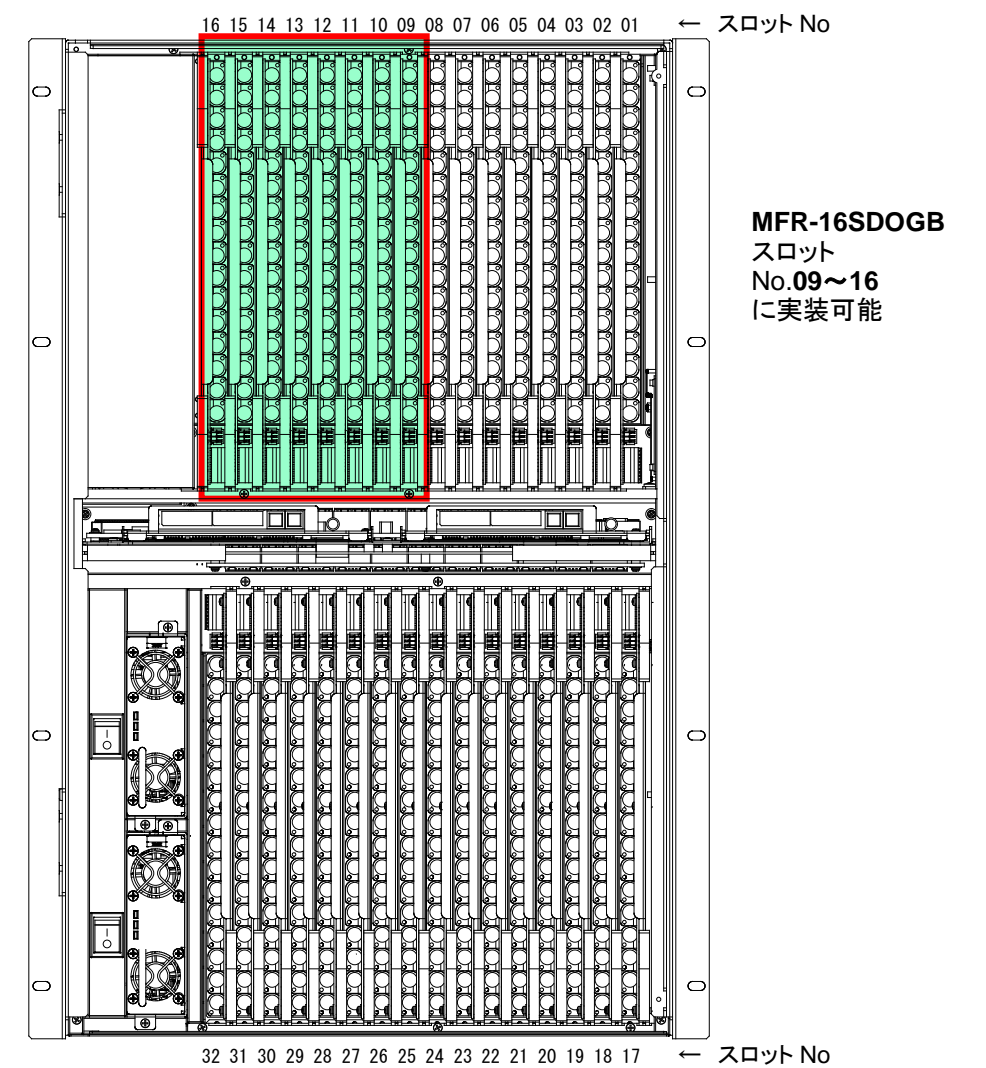 16 15 14 13 12 11 10 09 08 07 06 05 04 03 02 01 ← スロット No
MFR-16SDOGB
スロット
No.09～16
に実装可能
32 31 30 29 28 27 26 25 24 23 22 21 20 19 18 17 ← スロット No